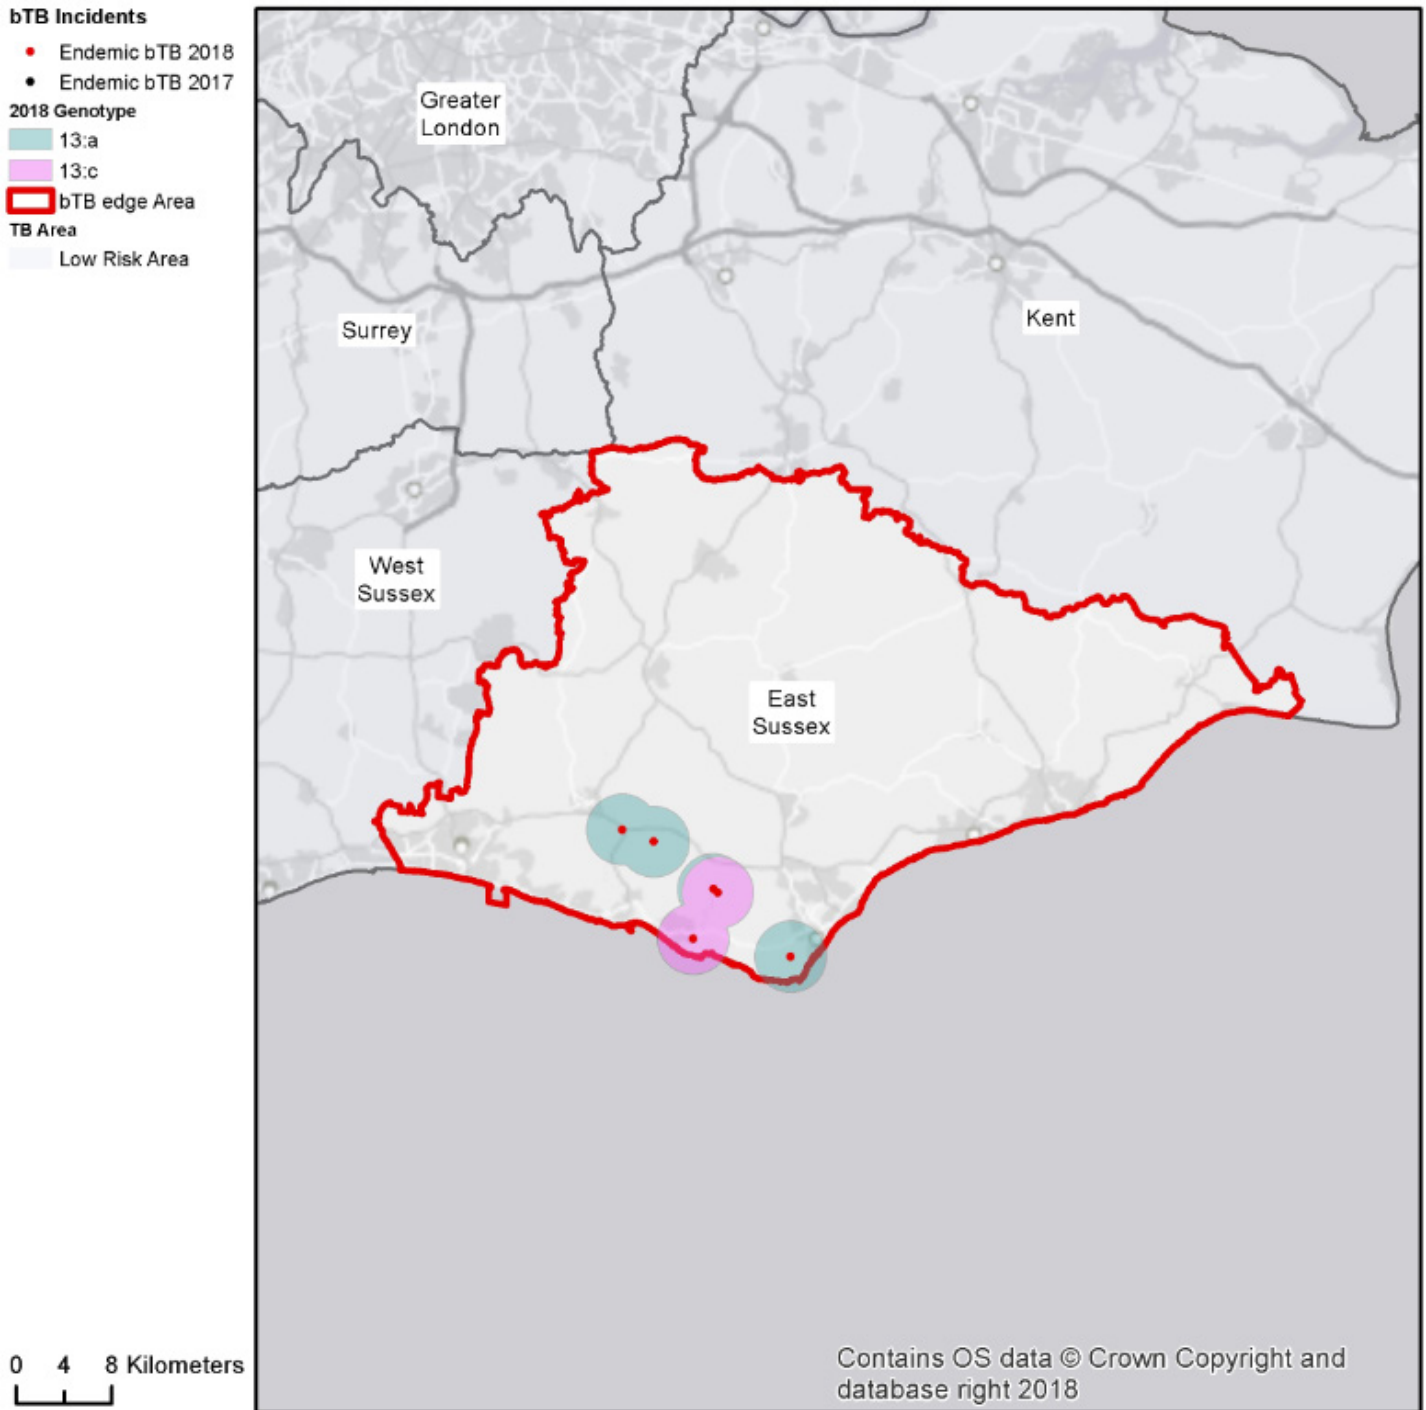 bTB Incidents
Endemic bTB 2018
Endemic bTB 2017
2018 Genotype
13:a
13:c
bTB edge Area
TB Area
Low Risk Area
Greater
London
Surrey
Kent
West
Sussex
East
Sussex
0 4 8 Kilometers
Contains OS data © Crown Copyright and
database right 2018